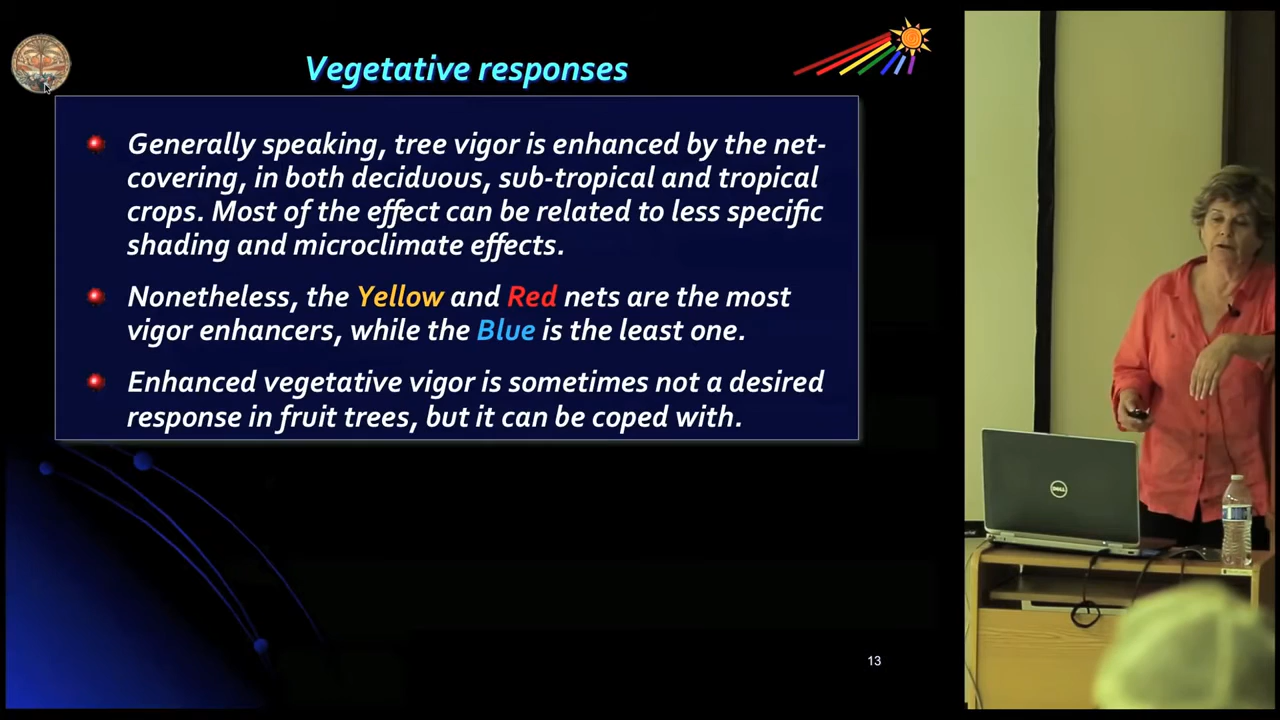 Vegetative responses
Generally speaking, tree vigor is enhanced by the net-
covering, in both deciduous, sub-tropical and tropical
crops. Most of the effect can be related to less specific
shading and microclimate effects.
Nonetheless, the Yellow and Red nets are the most
vigor enhancers, while the Blue is the least one.
Enhanced vegetative vigor is sometimes not a desired
response in fruit trees, but it can be coped with.
13
DELL